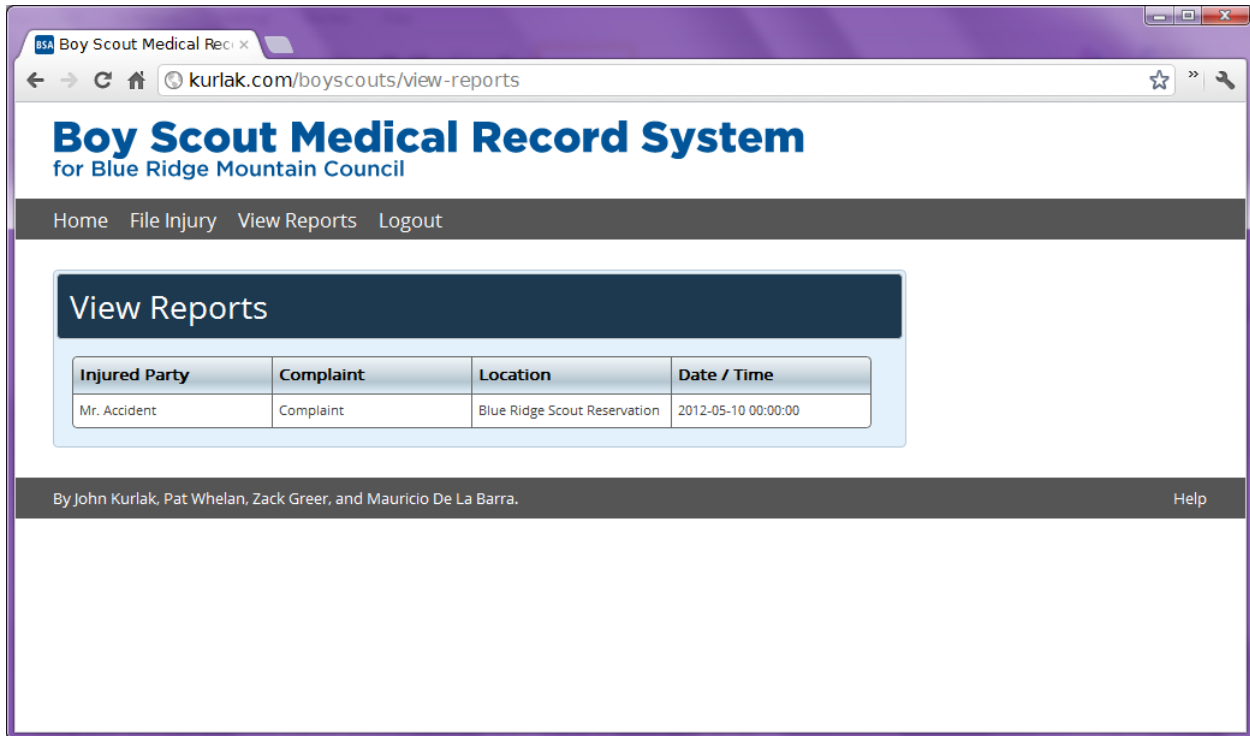 BSA Boy Scout Medical Rec
kurlak.com/boyscouts/view-reports
Boy Scout Medical Record System
for Blue Ridge Mountain Council
Home File Injury View Reports Logout
View Reports
Injured Party Complaint Location Date / Time
Mr. Accident Complaint Blue Ridge Scout Reservation 2012-05-10 00:00:00
By John Kurlak, Pat Whelan, Zack Greer, and Mauricio De La Barra. Help